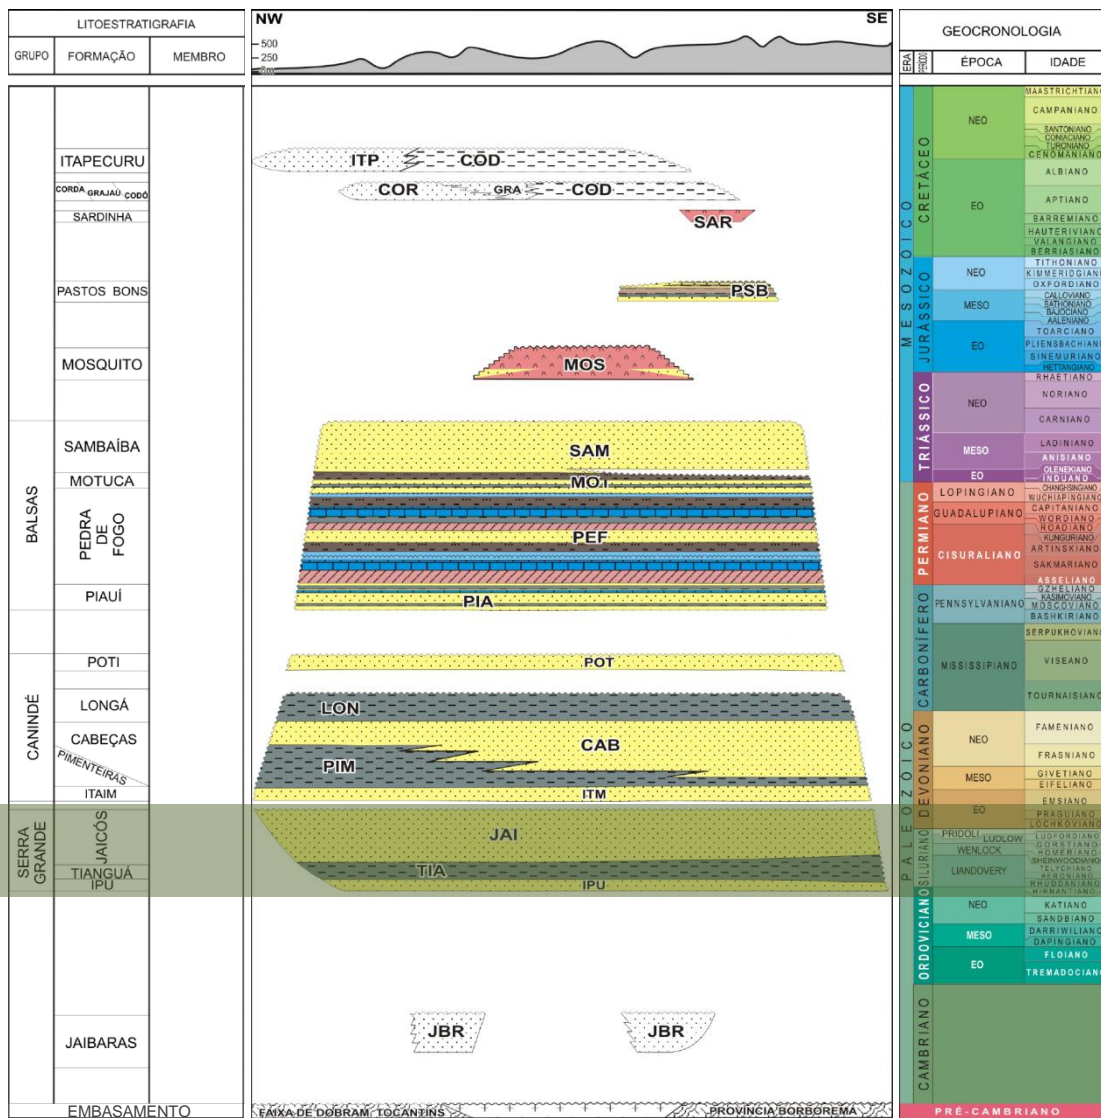 LITOESTRATIGRAFIA
GRUPO FORMAÇÃO MEMBRO
NW SE
500
250
GEOCRONOLOGIA
ERA PERÍODO ÉPOCA IDADE
ITAPECURU
CORDA GRAJAÚ CODÓ
SARDINHA
PASTOS BONS
MOSQUITO
BALSAS
SAMBAÍBA
MOTUCA
PEDRA
DE
FOGO
PIAUÍ
CANINDÉ
POTI
LONGÁ
CABEÇAS
PIMENTEIRAS
ITAIM
SERRA
GRANDE
JAICÓS
TIANGUÁ
IPU
JAIBARAS
EMBASAMENTO
ITP COD
COR GRA COD
SAR
PSB
MOS
SAM
MOT
PEF
PIA
POT
LON
CAB
PIM
ITM
JAI
TIA
IPU
JBR JBR
FAIXA DE DOBRAM. TOCANTINS PROVÍNCIA BORBOREMA
MESOZOICO
PALEOZÓICO
CRETÁCEO
JURÁSSICO
TRIÁSSICO
PERMIANO
CARBONÍFERO
DEVONIANO
SILURIANO
ORDOVICIANO
CAMBRIANO
NEO
EO
NEO
MESO
EO
NEO
MESO
EO
LOPINGIANO
GUADALUPIANO
CISURALIANO
PENNSYLVANIANO
MISSISSIPIANO
NEO
MESO
EO
PRIDOLI
LUDLOW
WENLOCK
LIANDOVERY
NEO
MESO
EO
MAASTRICHTIANO
CAMPANIANO
SANTONIANO
CONIACIANO
TURONIANO
CENOMANIANO
ALBIANO
APTIANO
BARREMIANO
HAUTERIVIANO
VALANGIANO
BERRIASIANO
TITHONIANO
KIMMERIDGIANO
OXFORDIANO
CALLOVIANO
BATHONIANO
BAJOCIANO
AALENIANO
TOARCIANO
PLIENSBACHIANO
SINEMURIANO
HETTANGIANO
RHAETIANO
NORIANO
CARNIANO
LADINIANO
ANISIANO
OLENEKIANO
INDUANO
CHANGHSINGIANO
WUCHIAPINGIANO
CAPITANIANO
WORDIANO
ROADIANO
KUNGURIANO
ARTINSKIANO
SAKMARIANO
ASSELIANO
GZHELIANO
KASIMOVIANO
MOSCOVIANO
BASHKIRIANO
SERPUKHOVIANO
VISEANO
TOURNAISIANO
FAMENIANO
FRASNIANO
GIVETIANO
EIFELIANO
EMSIANO
PRAGUIANO
LOCHKOVIANO
LUDFORDIANO
GORSTIANO
HOMERIANO
SHEINWOODIANO
TELYCHIANO
AERONIANO
RHUDDANIANO
HIRNANTIANO
KATIANO
SANDBIANO
DARRIWILIANO
DAPINGIANO
FLOIANO
TREMADOCIANO
PRÉ-CAMBRIANO